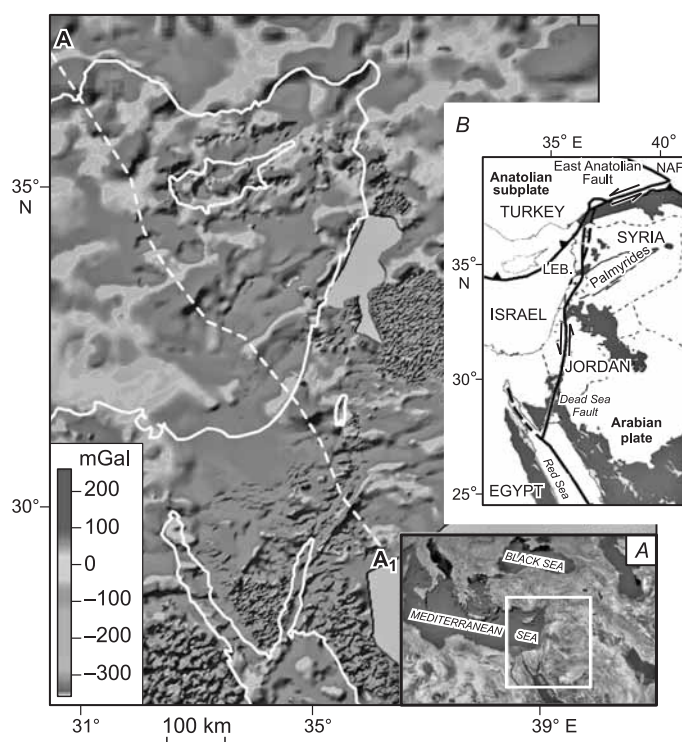 A
35°
N
30°
A₁
mGal
200
100
0
−100
−200
−300
31°
100 km
35°
39° E
B
35° E
40°
East Anatolian
Fault
NAF
Anatolian
subplate
TURKEY
SYRIA
35°
N
LEB.
Palmyrides
ISRAEL
JORDAN
30°
Dead Sea
Fault
Arabian
plate
Red Sea
EGYPT
25°
A
BLACK SEA
MEDITERRANEAN SEA